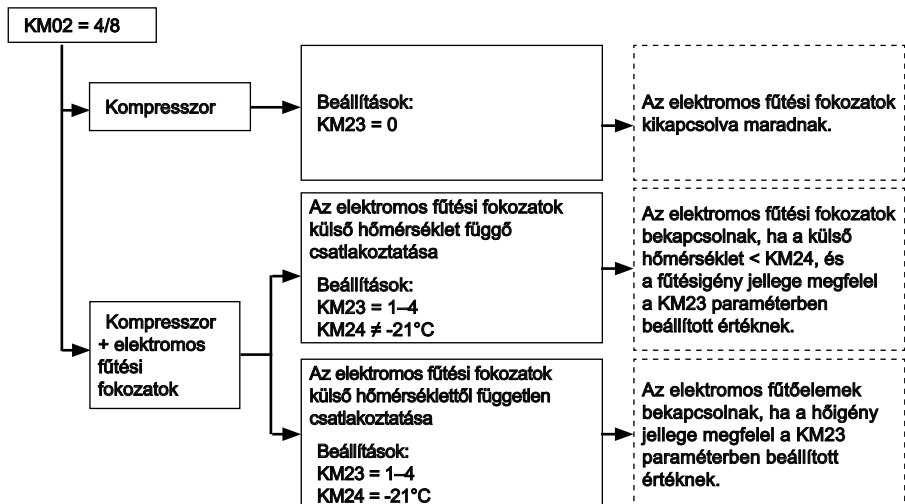 KM02 = 4/8
Kompresszor
Beállítások:
KM23 = 0
Az elektromos fűtési fokozatok
kikapcsolva maradnak.
Kompresszor
+ elektromos
fűtési
fokozatok
Az elektromos fűtési fokozatok
külső hőmérséklet függő
csatlakoztatása
Beállítások:
KM23 = 1–4
KM24 ≠ -21°C
Az elektromos fűtési fokozatok
bekapcsolnak, ha a külső
hőmérséklet < KM24, és
a fűtésigény jellege megfelel
a KM23 paraméterben
beállított értéknek.
Az elektromos fűtési fokozatok
külső hőmérséklettől független
csatlakoztatása
Beállítások:
KM23 = 1–4
KM24 = -21°C
Az elektromos fűtőelemek
bekapcsolnak, ha a hőigény
jellege megfelel a KM23
paraméterben beállított
értéknek.